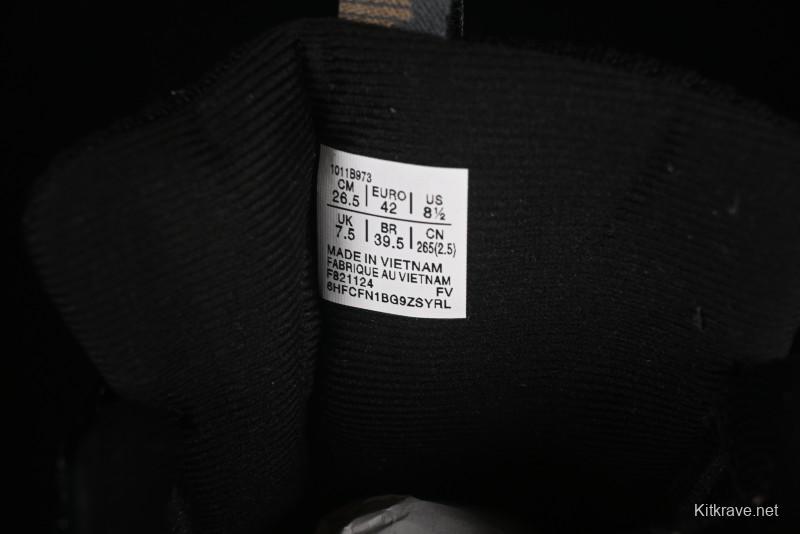 1011B973
CM | EURO | US
26.5 | 42 | 8½
UK | BR | CN
7.5 | 39.5 | 265(2.5)
MADE IN VIETNAM
FABRIQUE AU VIETNAM
F821124 FV
6HFCFN1BG9ZSYRL
Kitkrave.net